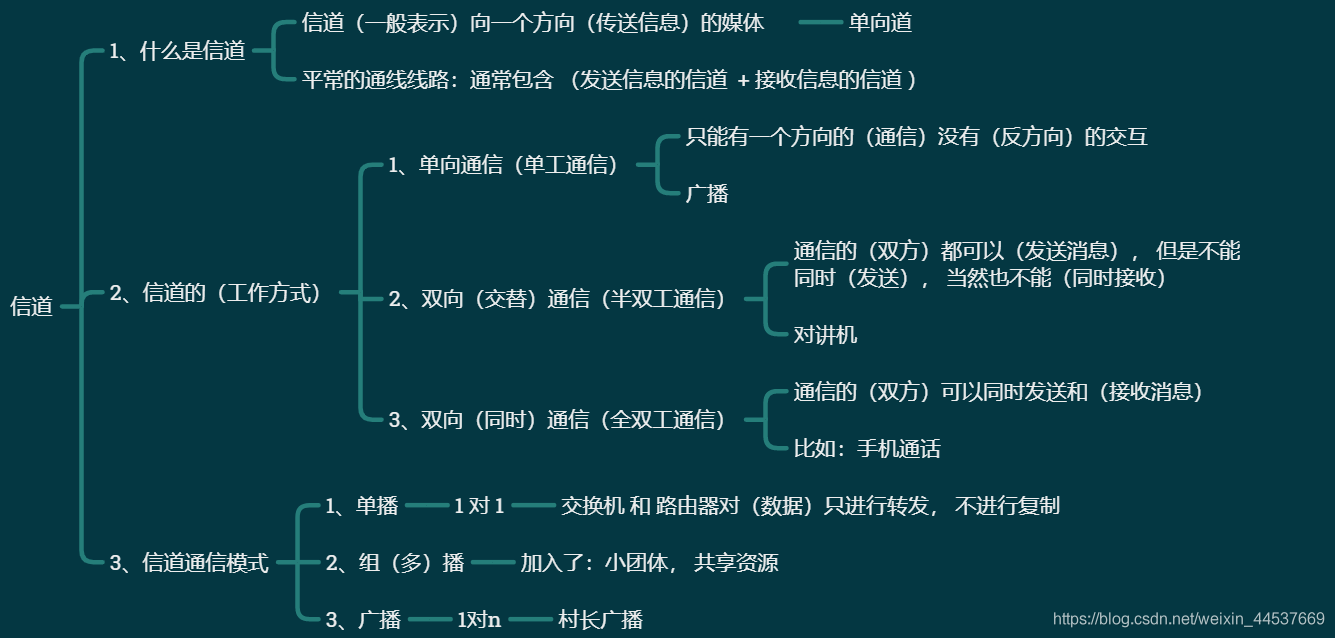 信道
1、什么是信道
信道（一般表示）向一个方向（传送信息）的媒体
单向道
平常的通线线路：通常包含 （发送信息的信道 + 接收信息的信道 ）
2、信道的（工作方式）
1、单向通信（单工通信）
只能有一个方向的（通信）没有（反方向）的交互
广播
2、双向（交替）通信（半双工通信）
通信的（双方）都可以（发送消息）， 但是不能
同时（发送）， 当然也不能（同时接收）
对讲机
3、双向（同时）通信（全双工通信）
通信的（双方）可以同时发送和（接收消息）
比如：手机通话
3、信道通信模式
1、单播
1 对 1
交换机 和 路由器对（数据）只进行转发， 不进行复制
2、组（多）播
加入了：小团体， 共享资源
3、广播
1对n
村长广播
https://blog.csdn.net/weixin_44537669